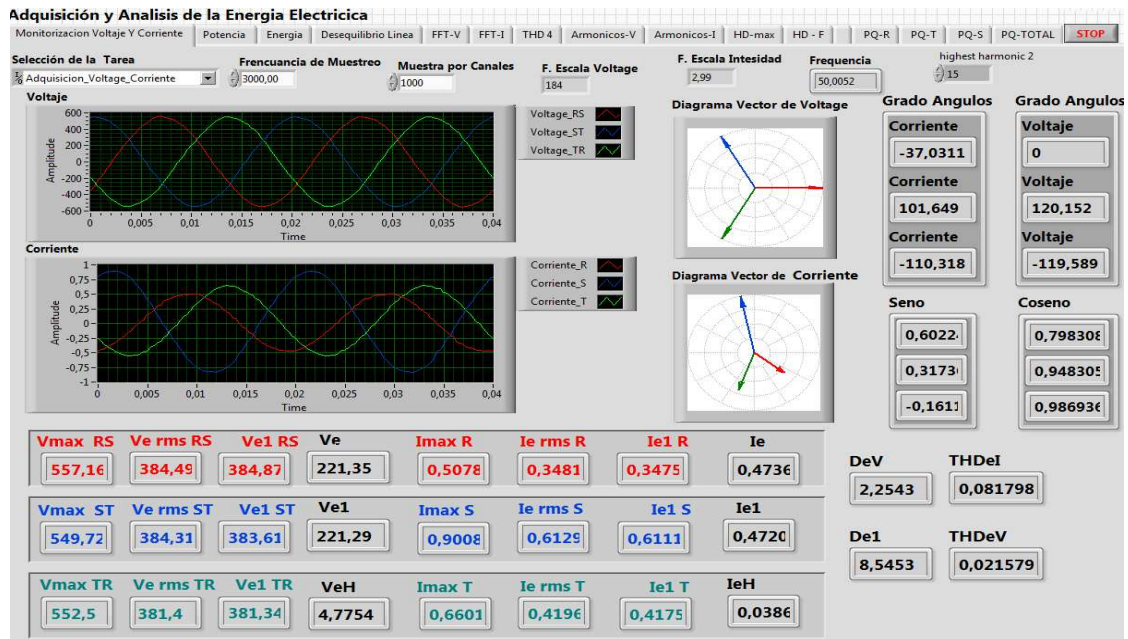 Adquisición y Analisis de la Energia Electricica
Monitorizacion Voltaje Y Corriente Potencia Energia Desequilibrio Linea FFT-V FFT-I THD 4 Armonicos-V Armonicos-I HD-max HD - F PQ-R PQ-T PQ-S PQ-TOTAL STOP
Selección de la Tarea Frencuancia de Muestreo Muestra por Canales F. Escala Voltage F. Escala Intesidad Frequencia highest harmonic 2
Adquisicion_Voltage_Corriente 3000,00 1000 184 2,99 50,0052 15
Voltaje
Amplitude
600
400
200
0
-200
-400
-600
0 0,005 0,01 0,015 0,02 0,025 0,03 0,035 0,04
Time
Voltage_RS
Voltage_ST
Voltage_TR
Diagrama Vector de Voltage
Grado Angulos Grado Angulos
Corriente Voltaje
-37,0311 0
Corriente Voltaje
101,649 120,152
Corriente Voltaje
-110,318 -119,589
Corriente
Amplitude
1
0,75
0,5
0,25
0
-0,25
-0,5
-0,75
-1
0 0,005 0,01 0,015 0,02 0,025 0,03 0,035 0,04
Time
Corriente_R
Corriente_S
Corriente_T
Diagrama Vector de Corriente
Seno Coseno
0,6022 0,798308
0,3173 0,948305
-0,1611 0,986936
Vmax RS Ve rms RS Ve1 RS Ve Imax R Ie rms R Ie1 R Ie
557,16 384,49 384,87 221,35 0,5078 0,3481 0,3475 0,4736
Vmax ST Ve rms ST Ve1 ST Ve1 Imax S Ie rms S Ie1 S Ie1
549,72 384,31 383,61 221,29 0,9008 0,6129 0,6111 0,4720
Vmax TR Ve rms TR Ve1 TR VeH Imax T Ie rms T Ie1 T IeH
552,5 381,4 381,34 4,7754 0,6601 0,4196 0,4175 0,0386
DeV THDeI
2,2543 0,081798
De1 THDeV
8,5453 0,021579